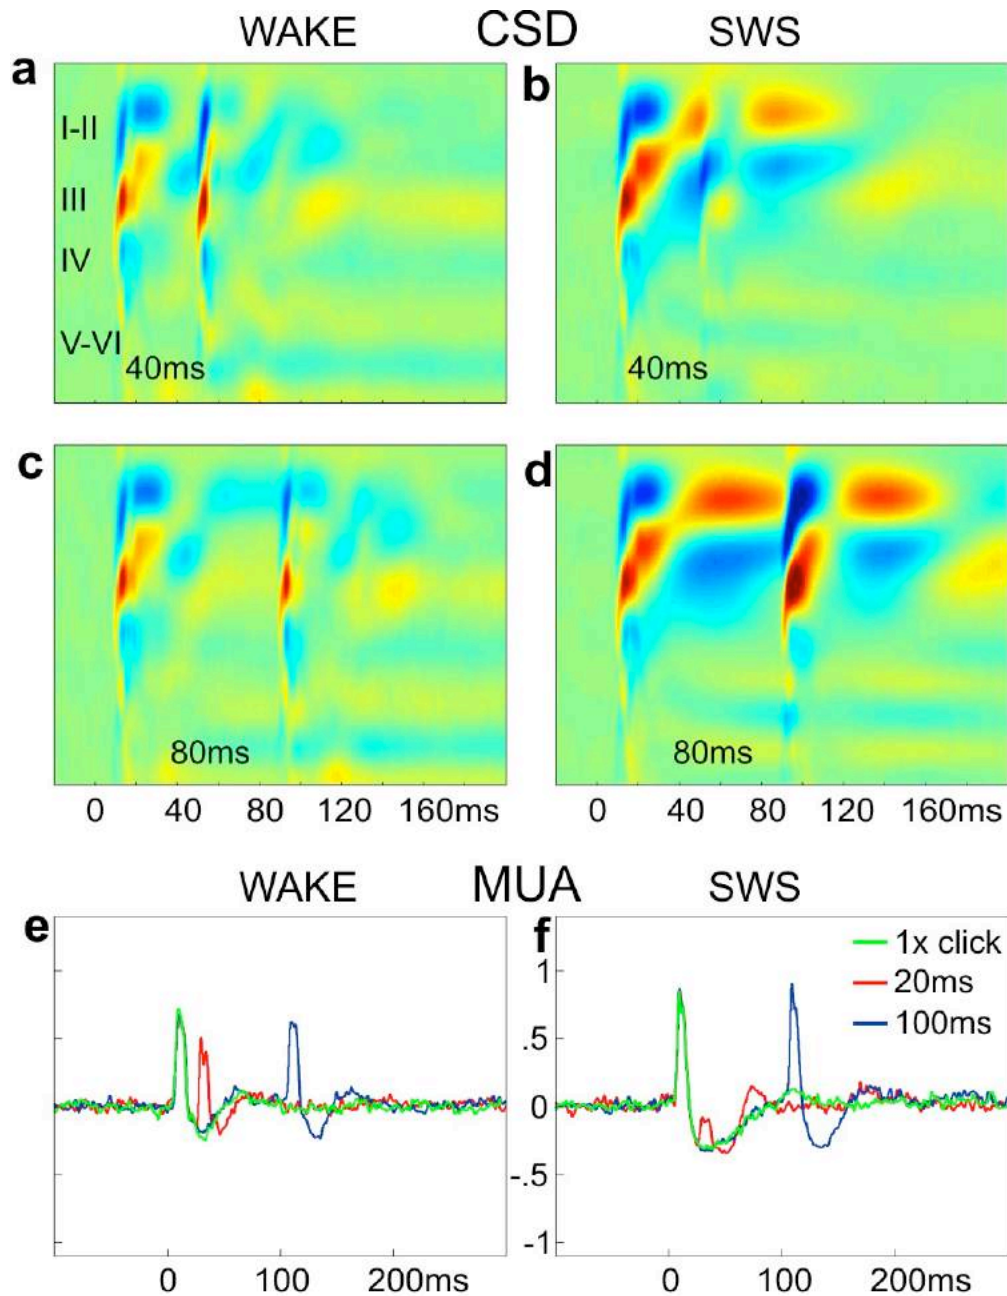 WAKE CSD SWS
a
b
I-II
III
IV
V-VI
40ms
40ms
c
d
80ms
80ms
0 40 80 120 160ms
0 40 80 120 160ms
WAKE MUA SWS
e
f
1x click
20ms
100ms
1
.5
0
-.5
-1
0 100 200ms
0 100 200ms